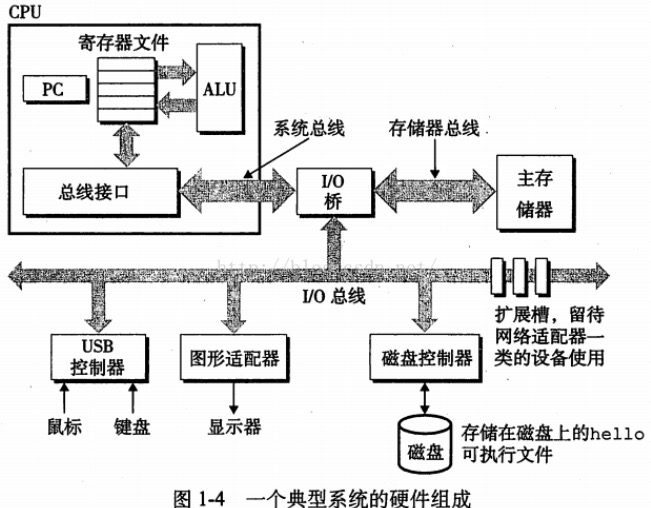 CPU
寄存器文件
PC
ALU
系统总线
存储器总线
总线接口
I/O
桥
主存
储器
I/O 总线
扩展槽，留待
网络适配器一
类的设备使用
USB
控制器
图形适配器
磁盘控制器
鼠标
键盘
显示器
磁盘
存储在磁盘上的hello
可执行文件
图 1-4 一个典型系统的硬件组成